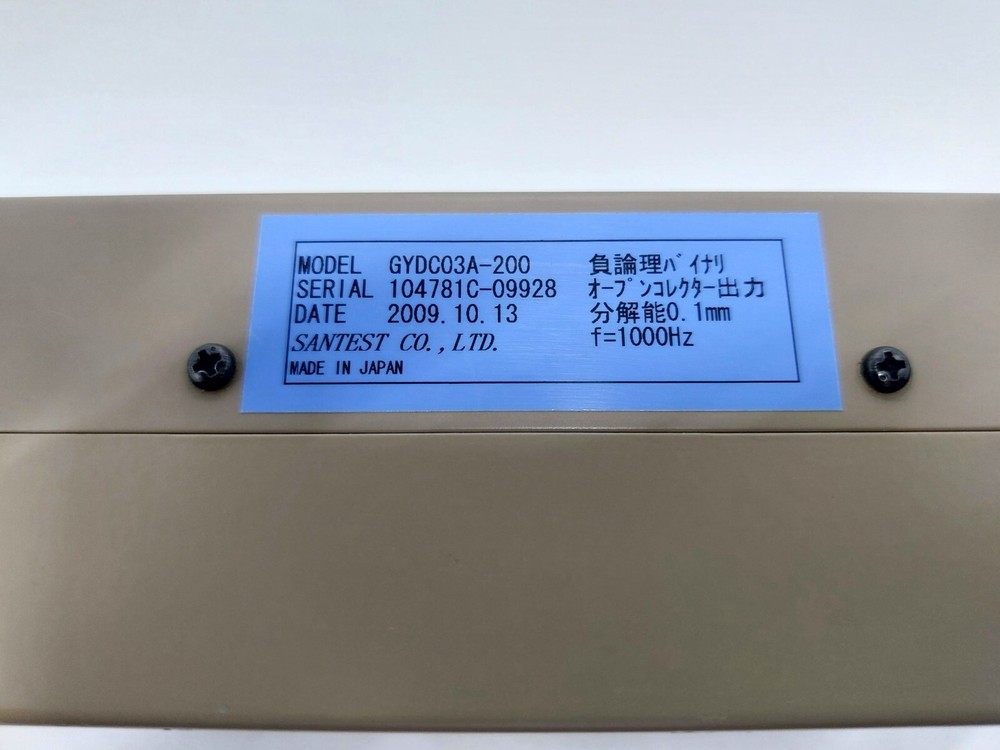 MODEL GYDC03A-200
SERIAL 104781C-09928
DATE 2009.10.13
SANTEST CO.,LTD.
MADE IN JAPAN
負論理ﾊﾞｲﾅﾘ
ｵｰﾌﾟﾝｺﾚｸﾀｰ出力
分解能0.1mm
f=1000Hz